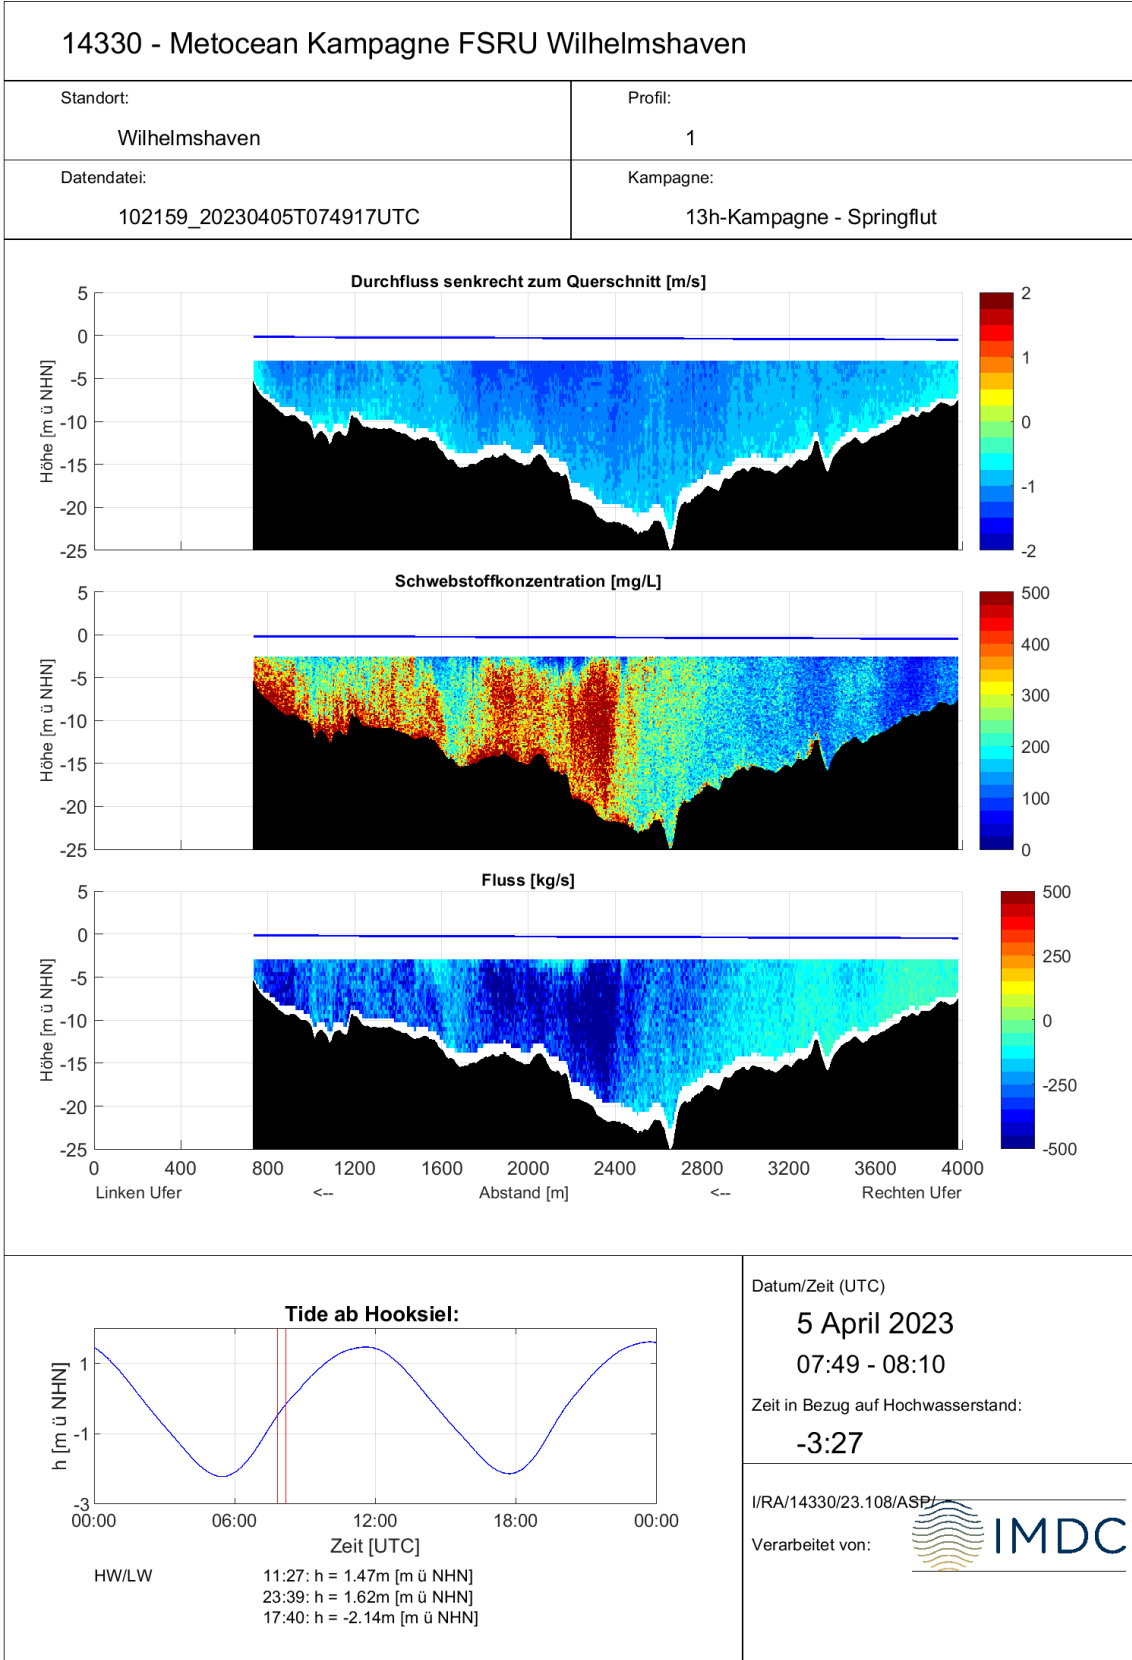 14330 - Metocean Kampagne FSRU Wilhelmshaven
Standort:
Wilhelmshaven
Profil:
1
Datendatei:
102159_20230405T074917UTC
Kampagne:
13h-Kampagne - Springflut
Durchfluss senkrecht zum Querschnitt [m/s]
Höhe [m ü NHN]
5
0
-5
-10
-15
-20
-25
2
1
0
-1
-2
Schwebstoffkonzentration [mg/L]
Höhe [m ü NHN]
5
0
-5
-10
-15
-20
-25
500
400
300
200
100
0
Fluss [kg/s]
Höhe [m ü NHN]
5
0
-5
-10
-15
-20
-25
500
250
0
-250
-500
0 400 800 1200 1600 2000 2400 2800 3200 3600 4000
Linken Ufer <-- Abstand [m] <-- Rechten Ufer
Tide ab Hooksiel:
h [m ü NHN]
1
-1
-3
00:00 06:00 12:00 18:00 00:00
Zeit [UTC]
HW/LW
11:27: h = 1.47m [m ü NHN]
23:39: h = 1.62m [m ü NHN]
17:40: h = -2.14m [m ü NHN]
Datum/Zeit (UTC)
5 April 2023
07:49 - 08:10
Zeit in Bezug auf Hochwasserstand:
-3:27
I/RA/14330/23.108/ASP/
Verarbeitet von:
IMDC